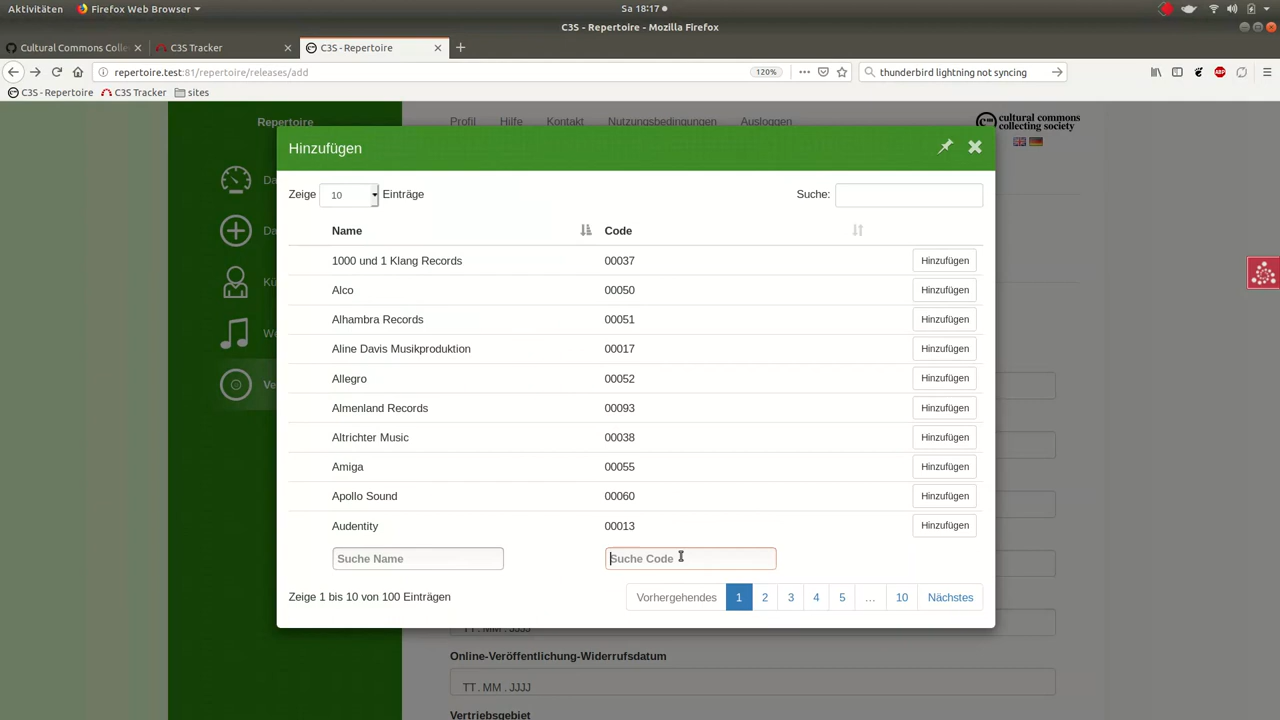 Aktivitäten Firefox Web Browser Sa 18:17
C3S - Repertoire - Mozilla Firefox
Cultural Commons Colle C3S Tracker C3S - Repertoire
repertoire.test:81/repertoire/releases/add 120% thunderbird lightning not syncing
C3S - Repertoire C3S Tracker sites
Repertoire Profil Hilfe Kontakt Nutzungsbedingungen Ausloggen cultural commons collecting society
Hinzufügen
Zeige 10 Einträge Suche:
Name Code
1000 und 1 Klang Records 00037 Hinzufügen
Alco 00050 Hinzufügen
Alhambra Records 00051 Hinzufügen
Aline Davis Musikproduktion 00017 Hinzufügen
Allegro 00052 Hinzufügen
Almenland Records 00093 Hinzufügen
Altrichter Music 00038 Hinzufügen
Amiga 00055 Hinzufügen
Apollo Sound 00060 Hinzufügen
Audentity 00013 Hinzufügen
Suche Name Suche Code
Zeige 1 bis 10 von 100 Einträgen Vorhergehendes 1 2 3 4 5 … 10 Nächstes
TT . MM . JJJJ
Online-Veröffentlichung-Widerrufsdatum
TT . MM . JJJJ
Vertriebsgebiet